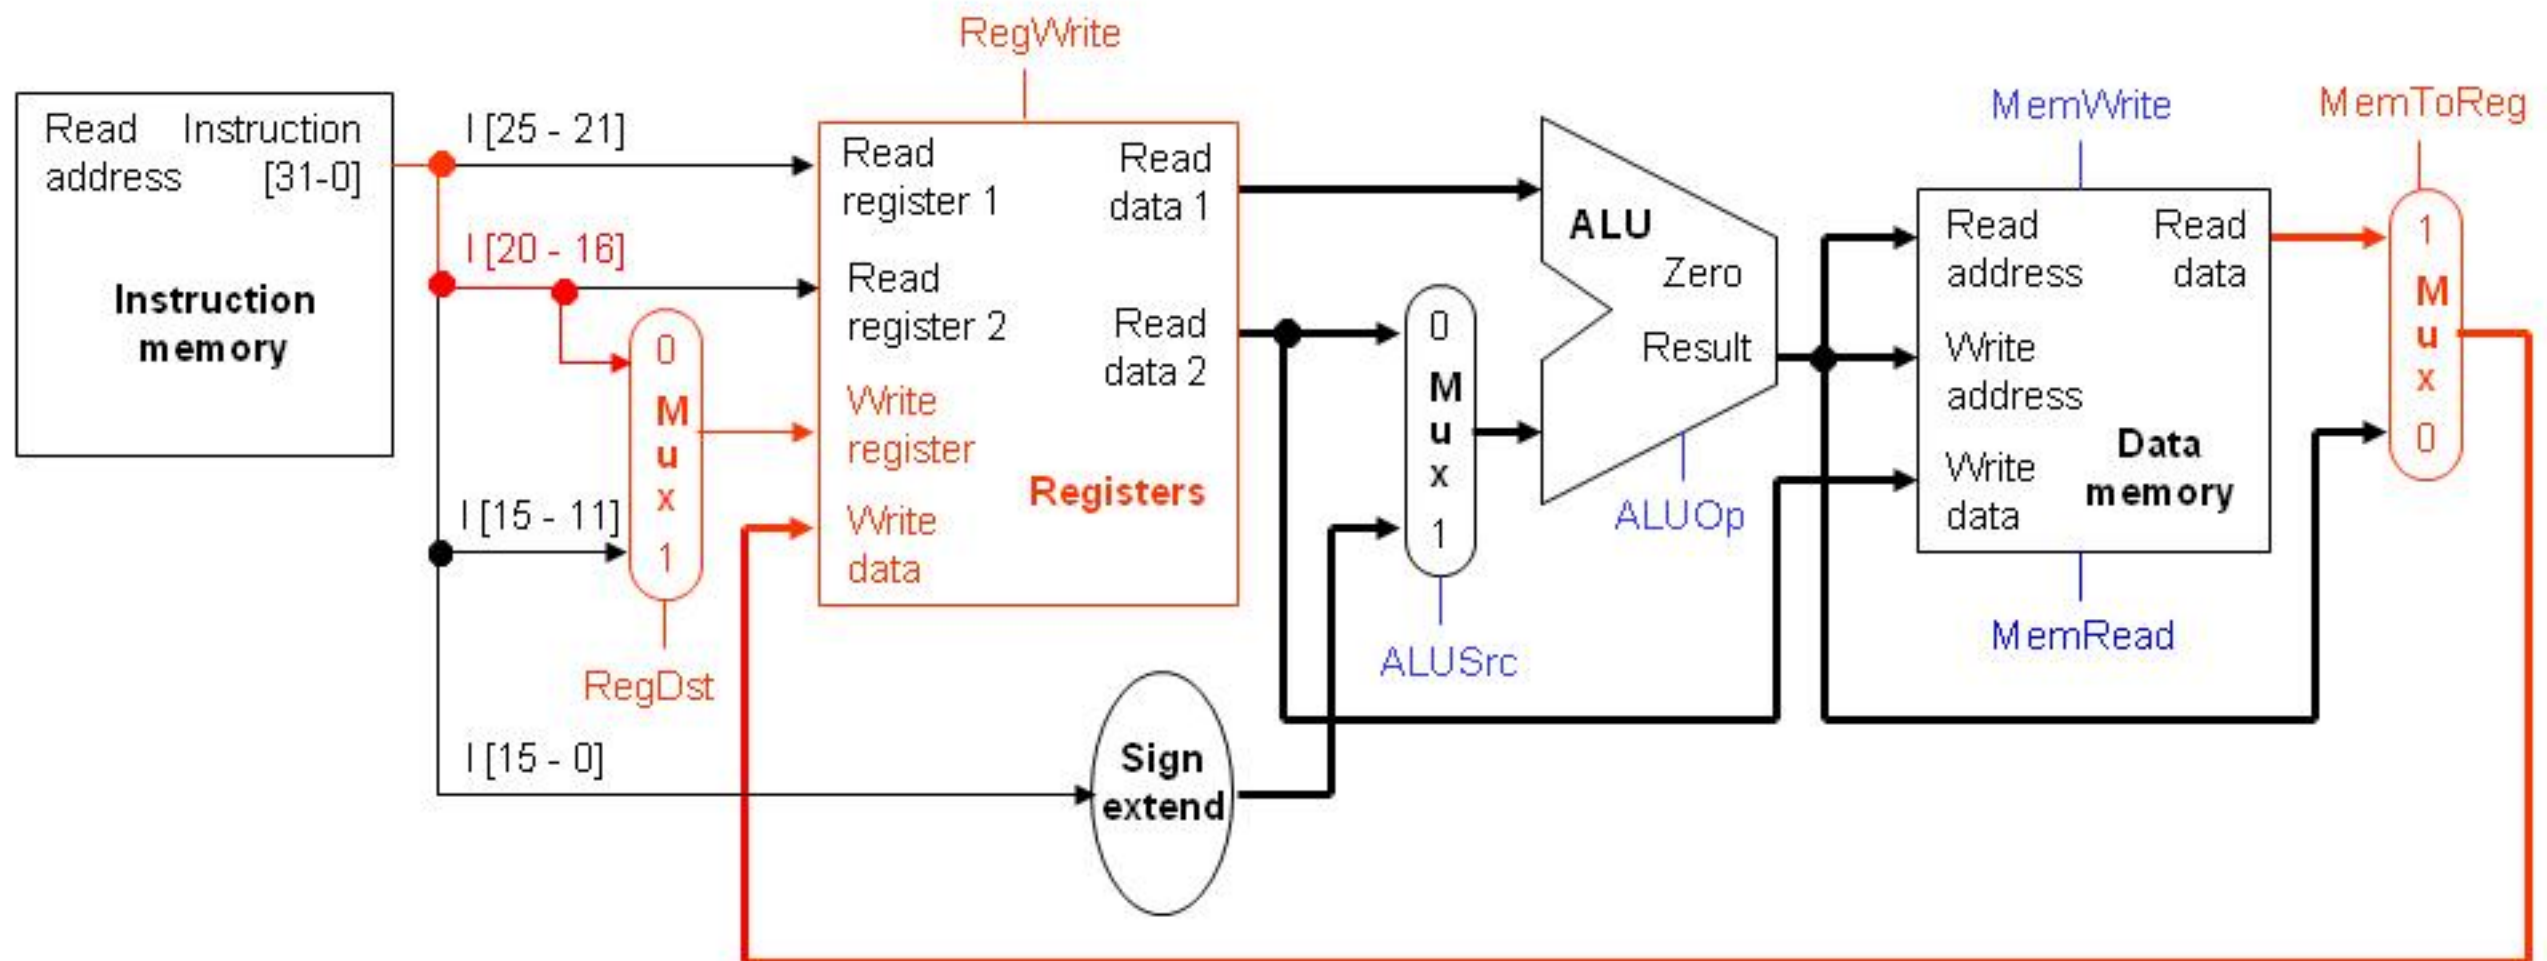 RegWrite
MemWrite
MemToReg
Read Instruction
address [31-0]
Instruction
memory
I [25 - 21]
I [20 - 16]
I [15 - 11]
I [15 - 0]
0
M
u
x
1
RegDst
Read
register 1
Read
data 1
Read
register 2
Read
data 2
Write
register
Registers
Write
data
Sign
extend
0
M
u
x
1
ALUSrc
ALU
Zero
Result
ALUOp
Read
address
Read
data
Write
address
Data
memory
Write
data
MemRead
1
M
u
x
0